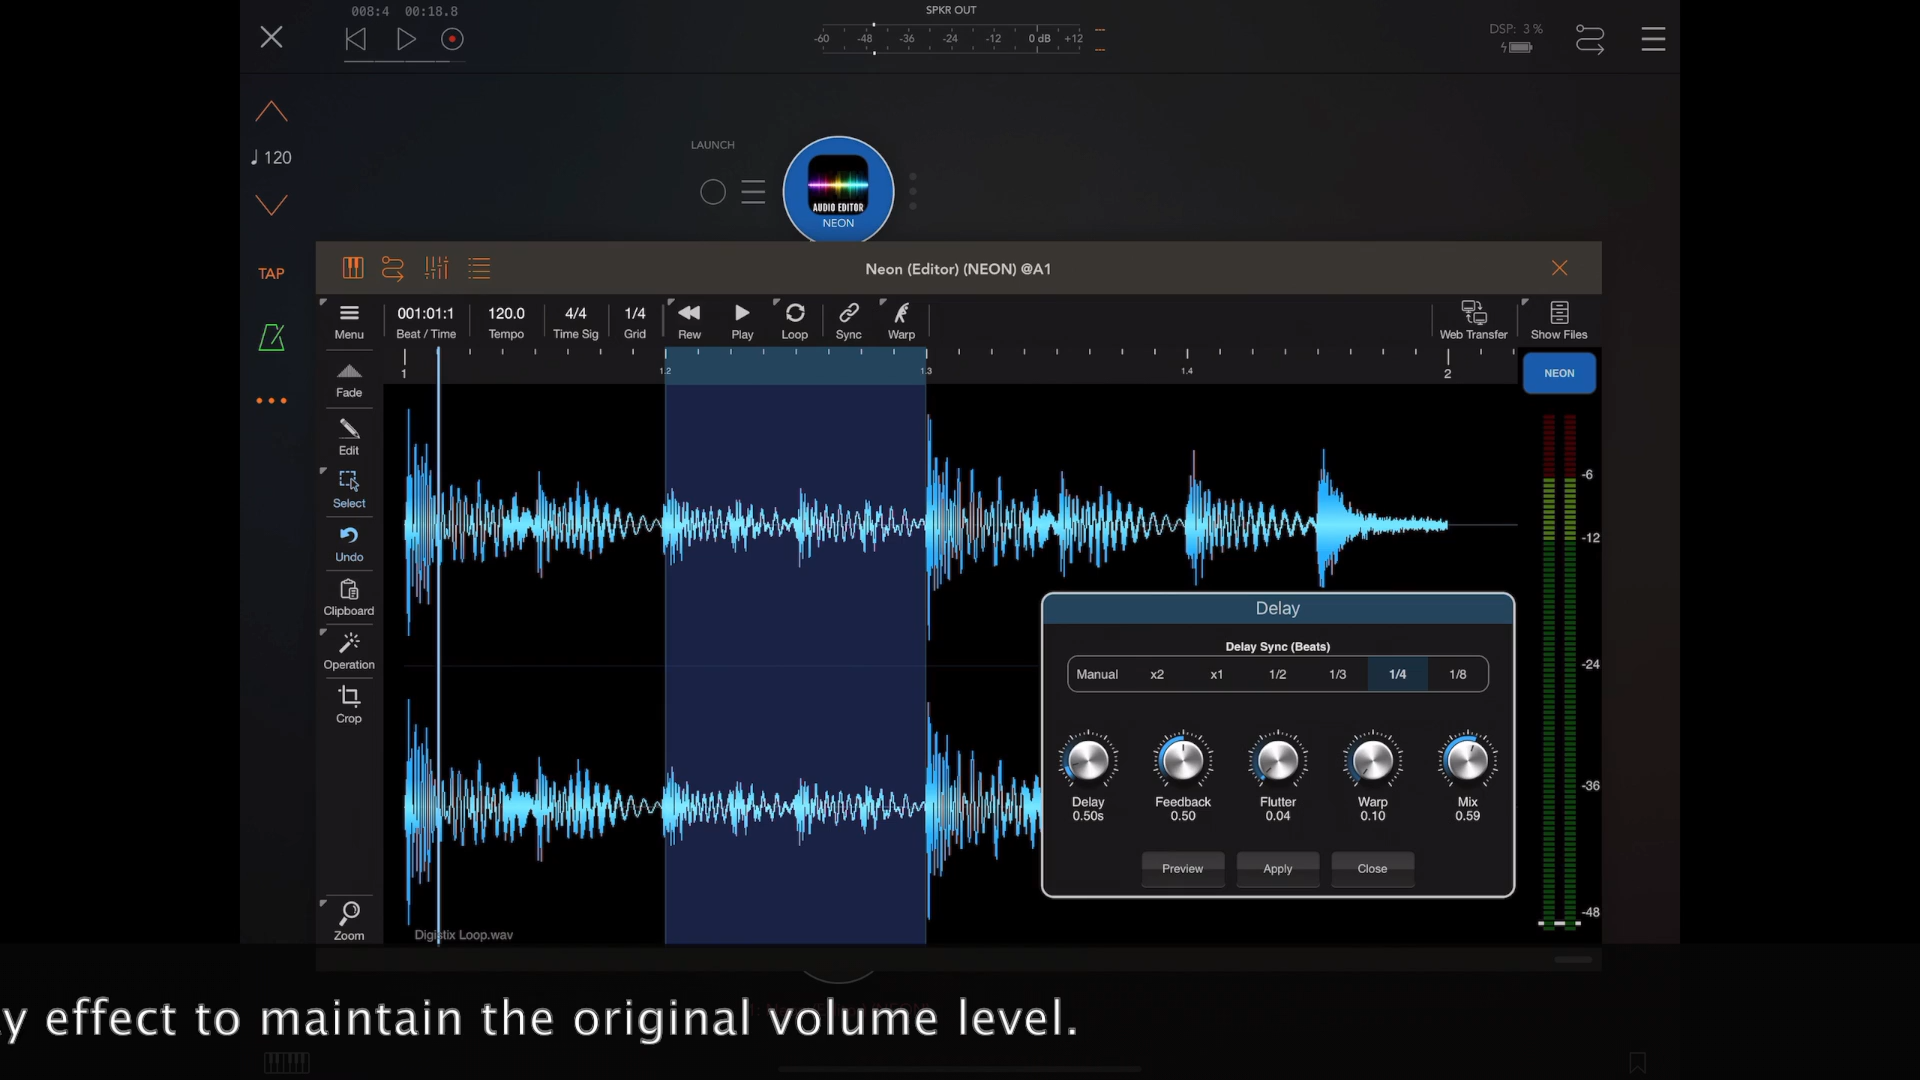 008:4 00:18.8
SPKR OUT
-60 -48 -36 -24 -12 0 dB +12
DSP: 3 %
120
TAP
LAUNCH
AUDIO EDITOR
NEON
Neon (Editor) (NEON) @A1
001:01:1 120.0 4/4 1/4
Menu Beat / Time Tempo Time Sig Grid Rew Play Loop Sync Warp Web Transfer Show Files
1 1.2 1.3 1.4 2
NEON
Fade
Edit
Select
Undo
Clipboard
Operation
Crop
Zoom
-6
-12
-24
-36
-48
Delay
Delay Sync (Beats)
Manual x2 x1 1/2 1/3 1/4 1/8
Delay Feedback Flutter Warp Mix
0.50s 0.50 0.04 0.10 0.59
Preview Apply Close
Digistix Loop.wav
y effect to maintain the original volume level.